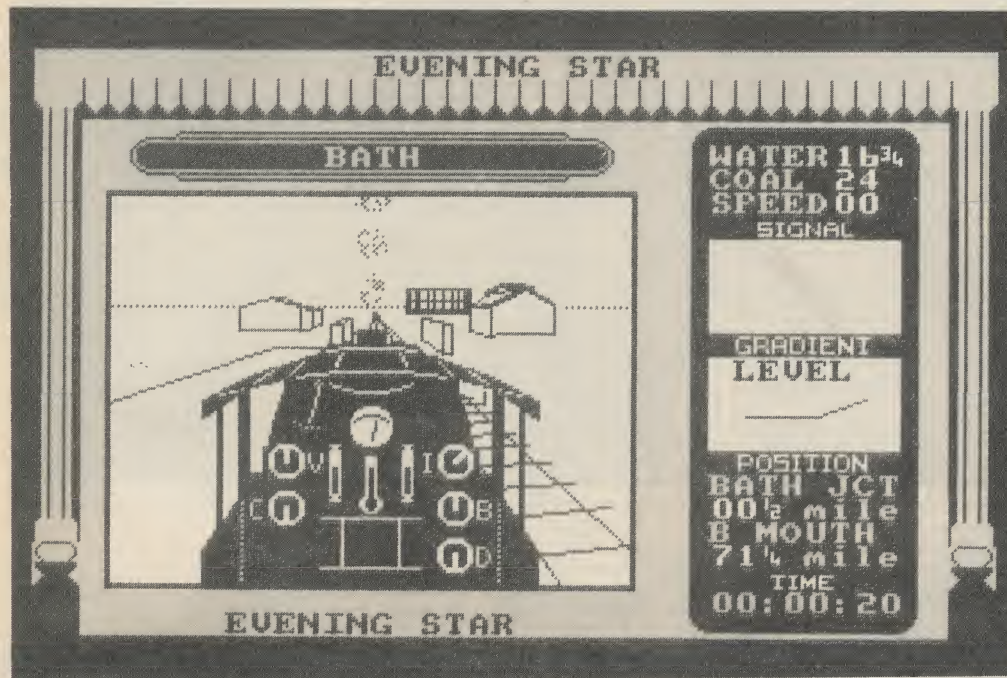 EVENING STAR
BATH
V
C
I
B
D
EVENING STAR
WATER 16¾
COAL 24
SPEED 00
SIGNAL
GRADIENT
LEVEL
POSITION
BATH JCT
00½ mile
B MOUTH
71¼ mile
TIME
00:00:20